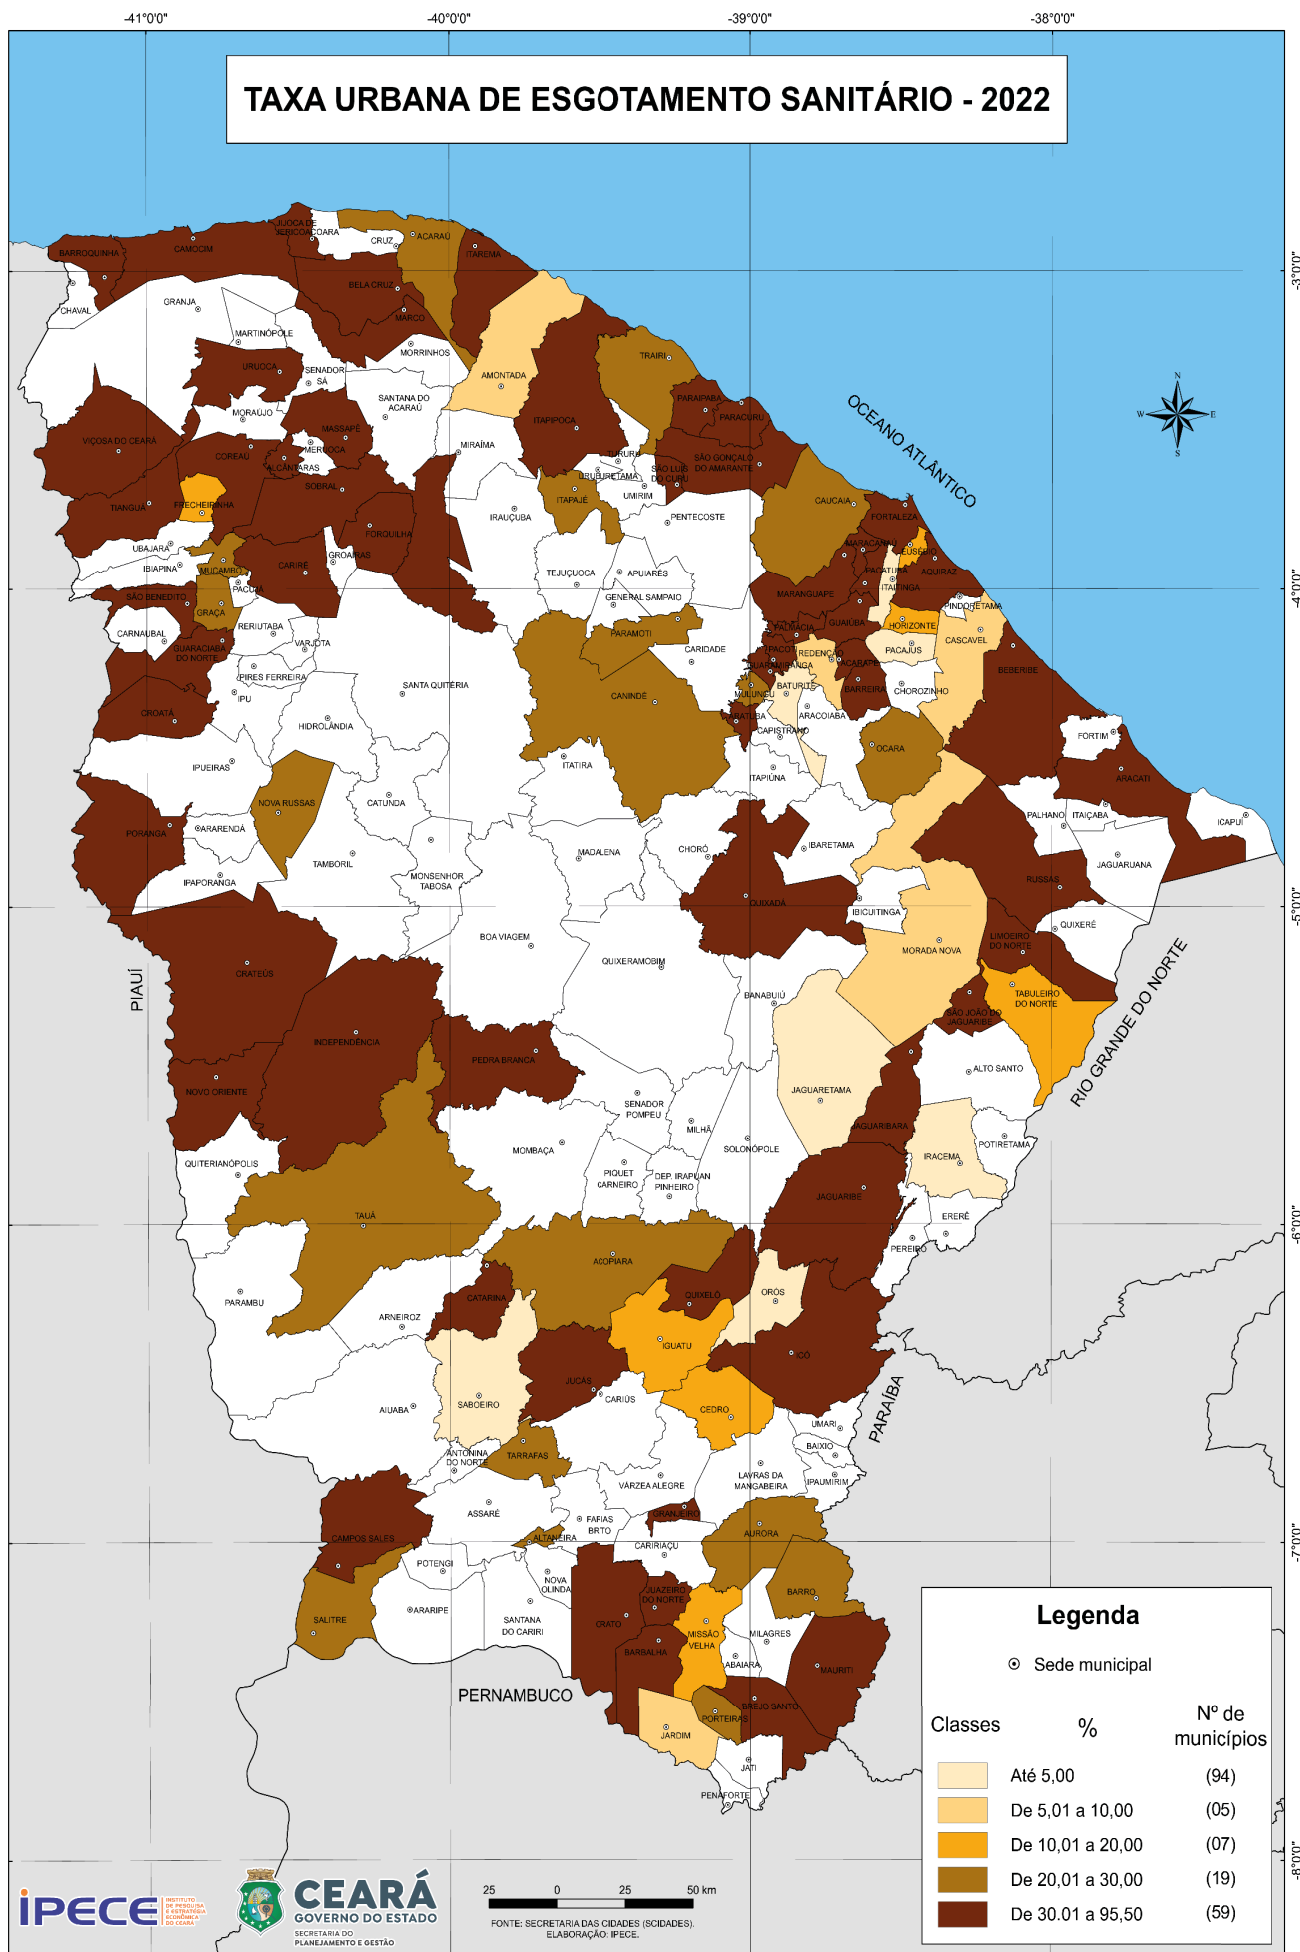 -41°0'0"
-40°0'0"
-39°0'0"
-38°0'0"
TAXA URBANA DE ESGOTAMENTO SANITÁRIO - 2022
-3°0'0"
-4°0'0"
-5°0'0"
-6°0'0"
-7°0'0"
-8°0'0"
OCEANO ATLÂNTICO
N
W
E
S
PIAUÍ
RIO GRANDE DO NORTE
PARAÍBA
PERNAMBUCO
JIJOCA DE
JERICOACOARA
CRUZ
ACARAÚ
ITAREMA
BARROQUINHA
CAMOCIM
CHAVAL
GRANJA
BELA CRUZ
MARCO
MARTINÓPOLE
MORRINHOS
URUOCA
SENADOR
SÁ
AMONTADA
TRAIRI
SANTANA DO
ACARAÚ
MORAÚJO
MASSAPÊ
ITAPIPOCA
PARAIPABA
PARACURU
VIÇOSA DO CEARÁ
COREAÚ
MERUOCA
ALCÂNTARAS
MIRAÍMA
TURURU
URUBURETAMA
SÃO LUÍS
DO CURU
SÃO GONÇALO
DO AMARANTE
SOBRAL
UMIRIM
TIANGUÁ
FRECHEIRINHA
IRAUÇUBA
ITAPAJÉ
PENTECOSTE
CAUCAIA
FORTALEZA
FORQUILHA
UBAJARA
IBIAPINA
MUCAMBO
PACUJÁ
CARIRÉ
GROAÍRAS
TEJUÇUOCA
APUIARÉS
GENERAL SAMPAIO
MARACANAÚ
EUSÉBIO
PACATUBA
ITAITINGA
AQUIRAZ
MARANGUAPE
PINDORETAMA
SÃO BENEDITO
GRAÇA
CARNAUBAL
RERIUTABA
VARJOTA
GUARACIABA
DO NORTE
PARAMOTI
CARIDADE
PALMÁCIA
GUAIÚBA
HORIZONTE
PACAJUS
CASCAVEL
PACOTI
GUARAMIRANGA
REDENÇÃO
ACARAPE
BARREIRA
CHOROZINHO
BEBERIBE
PIRES FERREIRA
IPU
SANTA QUITÉRIA
CANINDÉ
MULUNGU
BATURITÉ
ARATUBA
ARACOIABA
CAPISTRANO
CROATÁ
HIDROLÂNDIA
FORTIM
OCARA
IPUEIRAS
ITATIRA
ITAPIÚNA
ARACATI
NOVA RUSSAS
CATUNDA
PALHANO
ITAIÇABA
ICAPUÍ
PORANGA
ARARENDÁ
TAMBORIL
MADALENA
CHORÓ
IBARETAMA
JAGUARUANA
IPAPORANGA
MONSENHOR
TABOSA
RUSSAS
QUIXADÁ
IBICUITINGA
BOA VIAGEM
QUIXERAMOBIM
MORADA NOVA
LIMOEIRO
DO NORTE
QUIXERÉ
CRATEÚS
BANABUIÚ
TABULEIRO
DO NORTE
SÃO JOÃO DO
JAGUARIBE
INDEPENDÊNCIA
PEDRA BRANCA
NOVO ORIENTE
JAGUARETAMA
ALTO SANTO
SENADOR
POMPEU
MILHÃ
SOLONÓPOLE
JAGUARIBARA
POTIRETAMA
IRACEMA
QUITERIANÓPOLIS
MOMBAÇA
PIQUET
CARNEIRO
DEP. IRAPUAN
PINHEIRO
JAGUARIBE
TAUÁ
ERERÊ
PEREIRO
ACOPIARA
PARAMBU
ARNEIROZ
CATARINA
QUIXELÔ
ORÓS
IGUATU
ICÓ
JUCÁS
CARIÚS
CEDRO
AIUABA
SABOEIRO
UMARI
BAIXIO
IPAUMIRIM
ANTONINA
DO NORTE
TARRAFAS
LAVRAS DA
MANGABEIRA
VÁRZEA ALEGRE
ASSARÉ
FARIAS
BRTO
GRANJEIRO
AURORA
CAMPOS SALES
ALTANEIRA
CARIRIAÇU
POTENGI
NOVA
OLINDA
JUAZEIRO
DO NORTE
BARRO
SALITRE
ARARIPE
SANTANA
DO CARIRI
CRATO
BARBALHA
MISSÃO
VELHA
MILAGRES
ABAIARA
MAURITI
BREJO SANTO
PORTEIRAS
JARDIM
JATI
PENAFORTE
Legenda
Sede municipal
Classes % Nº de
municípios
Até 5,00 (94)
De 5,01 a 10,00 (05)
De 10,01 a 20,00 (07)
De 20,01 a 30,00 (19)
De 30.01 a 95,50 (59)
IPECE
INSTITUTO
DE PESQUISA
E ESTRATÉGIA
ECONÔMICA
DO CEARÁ
CEARÁ
GOVERNO DO ESTADO
SECRETARIA DO
PLANEJAMENTO E GESTÃO
25 0 25 50 km
FONTE: SECRETARIA DAS CIDADES (SCIDADES).
ELABORAÇÃO: IPECE.